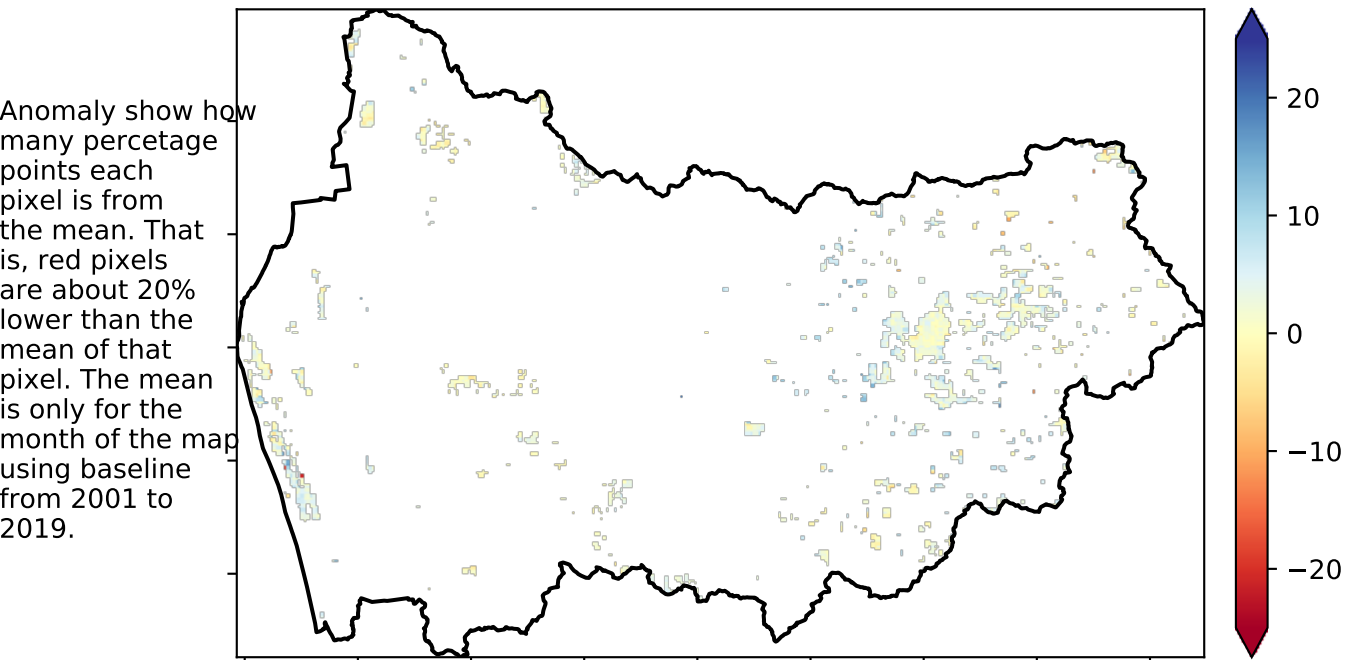 Anomaly show how
many percetage
points each
pixel is from
the mean. That
is, red pixels
are about 20%
lower than the
mean of that
pixel. The mean
is only for the
month of the map
using baseline
from 2001 to
2019.
20
10
0
−10
−20